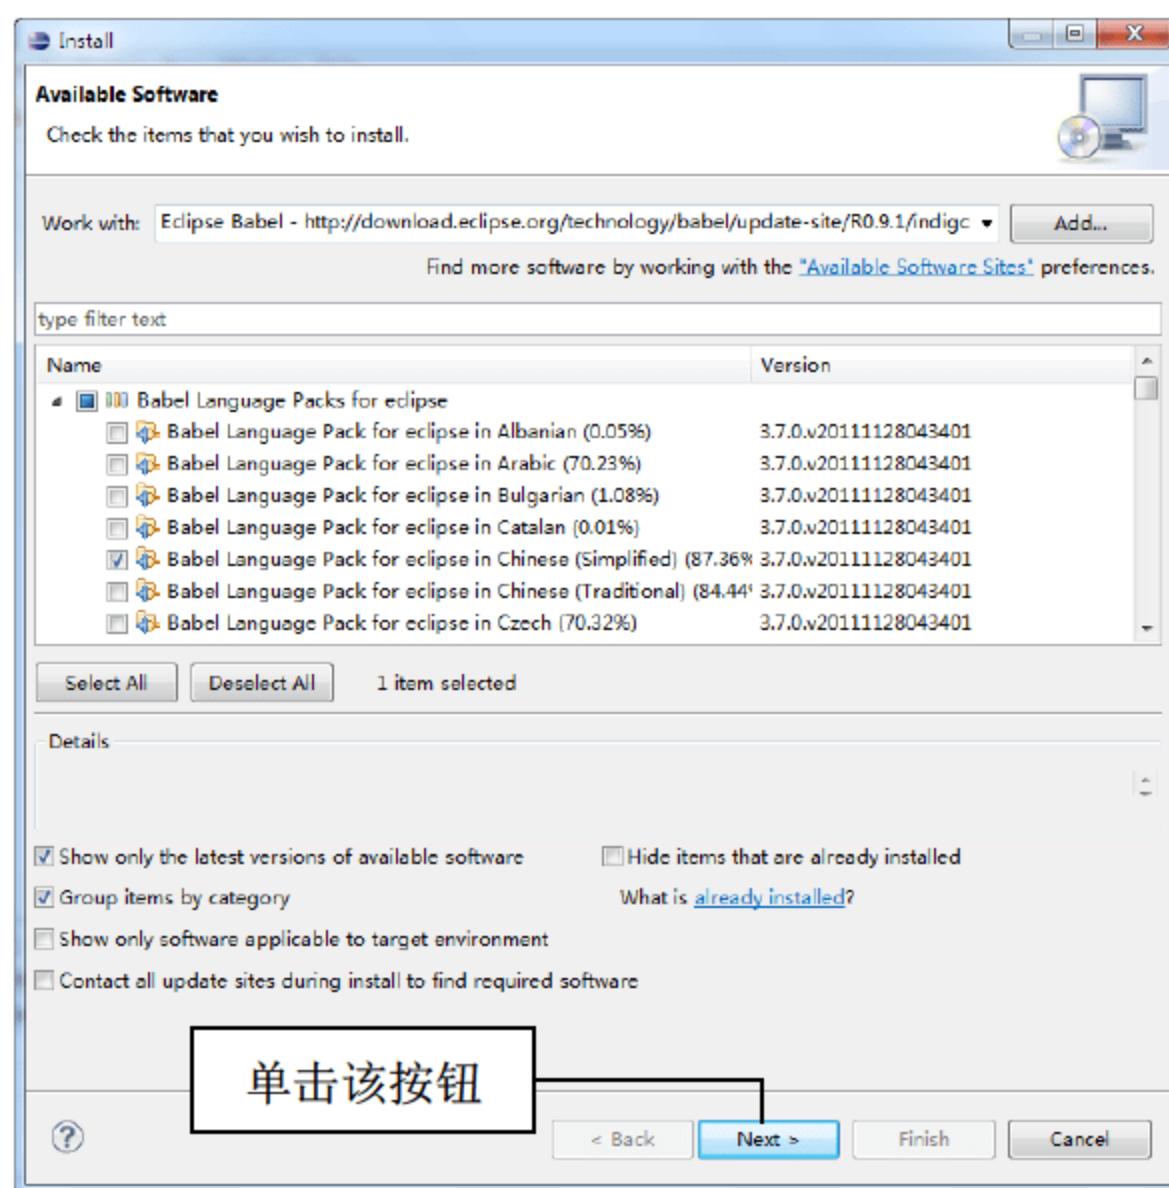 Install
Available Software
Check the items that you wish to install.
Work with: Eclipse Babel - http://download.eclipse.org/technology/babel/update-site/R0.9.1/indigc Add...
Find more software by working with the "Available Software Sites" preferences.
type filter text
Name Version
Babel Language Packs for eclipse
Babel Language Pack for eclipse in Albanian (0.05%) 3.7.0.v20111128043401
Babel Language Pack for eclipse in Arabic (70.23%) 3.7.0.v20111128043401
Babel Language Pack for eclipse in Bulgarian (1.08%) 3.7.0.v20111128043401
Babel Language Pack for eclipse in Catalan (0.01%) 3.7.0.v20111128043401
Babel Language Pack for eclipse in Chinese (Simplified) (87.36% 3.7.0.v20111128043401
Babel Language Pack for eclipse in Chinese (Traditional) (84.44% 3.7.0.v20111128043401
Babel Language Pack for eclipse in Czech (70.32%) 3.7.0.v20111128043401
Select All Deselect All 1 item selected
Details
Show only the latest versions of available software Hide items that are already installed
Group items by category What is already installed?
Show only software applicable to target environment
Contact all update sites during install to find required software
单击该按钮
? < Back Next > Finish Cancel